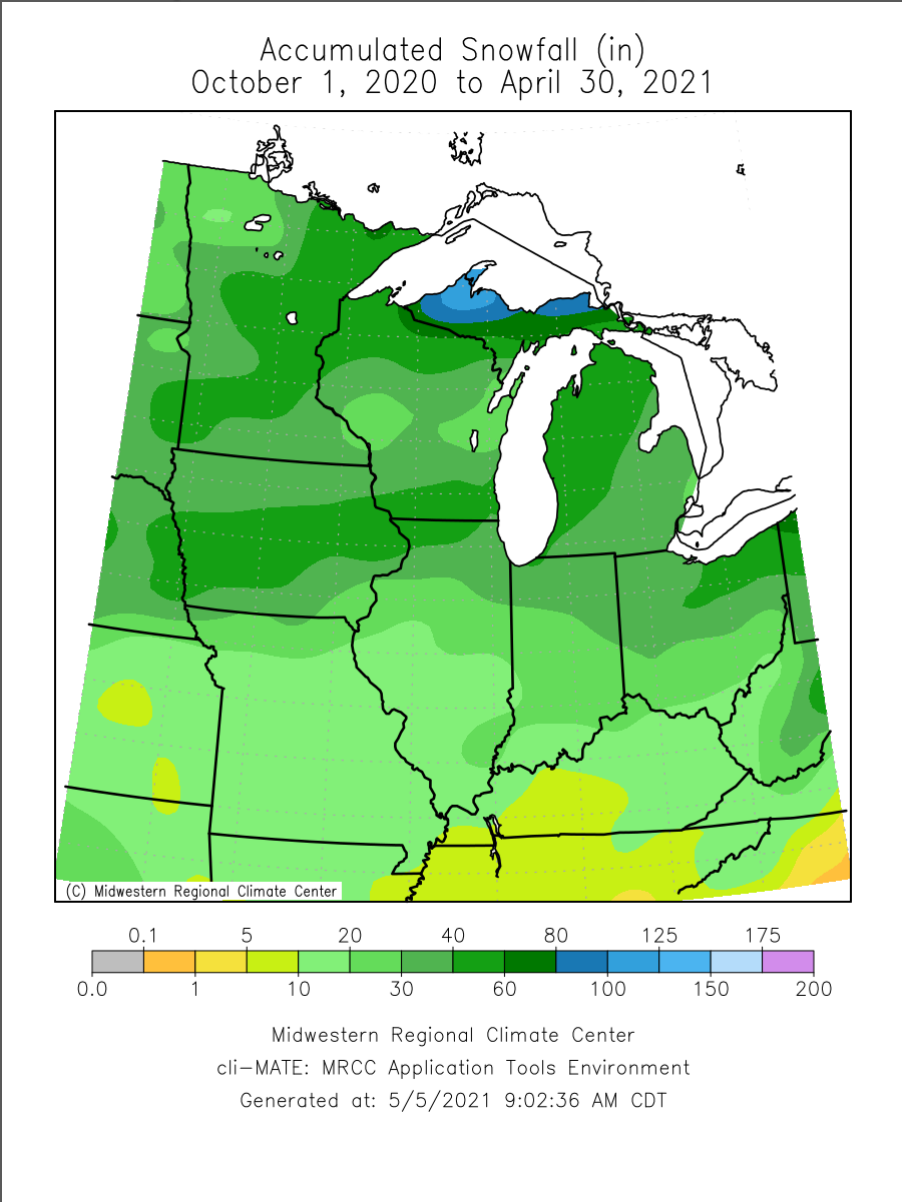 Accumulated Snowfall (in)
October 1, 2020 to April 30, 2021
(C) Midwestern Regional Climate Center
0.1 5 20 40 80 125 175
0.0 1 10 30 60 100 150 200
Midwestern Regional Climate Center
cli-MATE: MRCC Application Tools Environment
Generated at: 5/5/2021 9:02:36 AM CDT